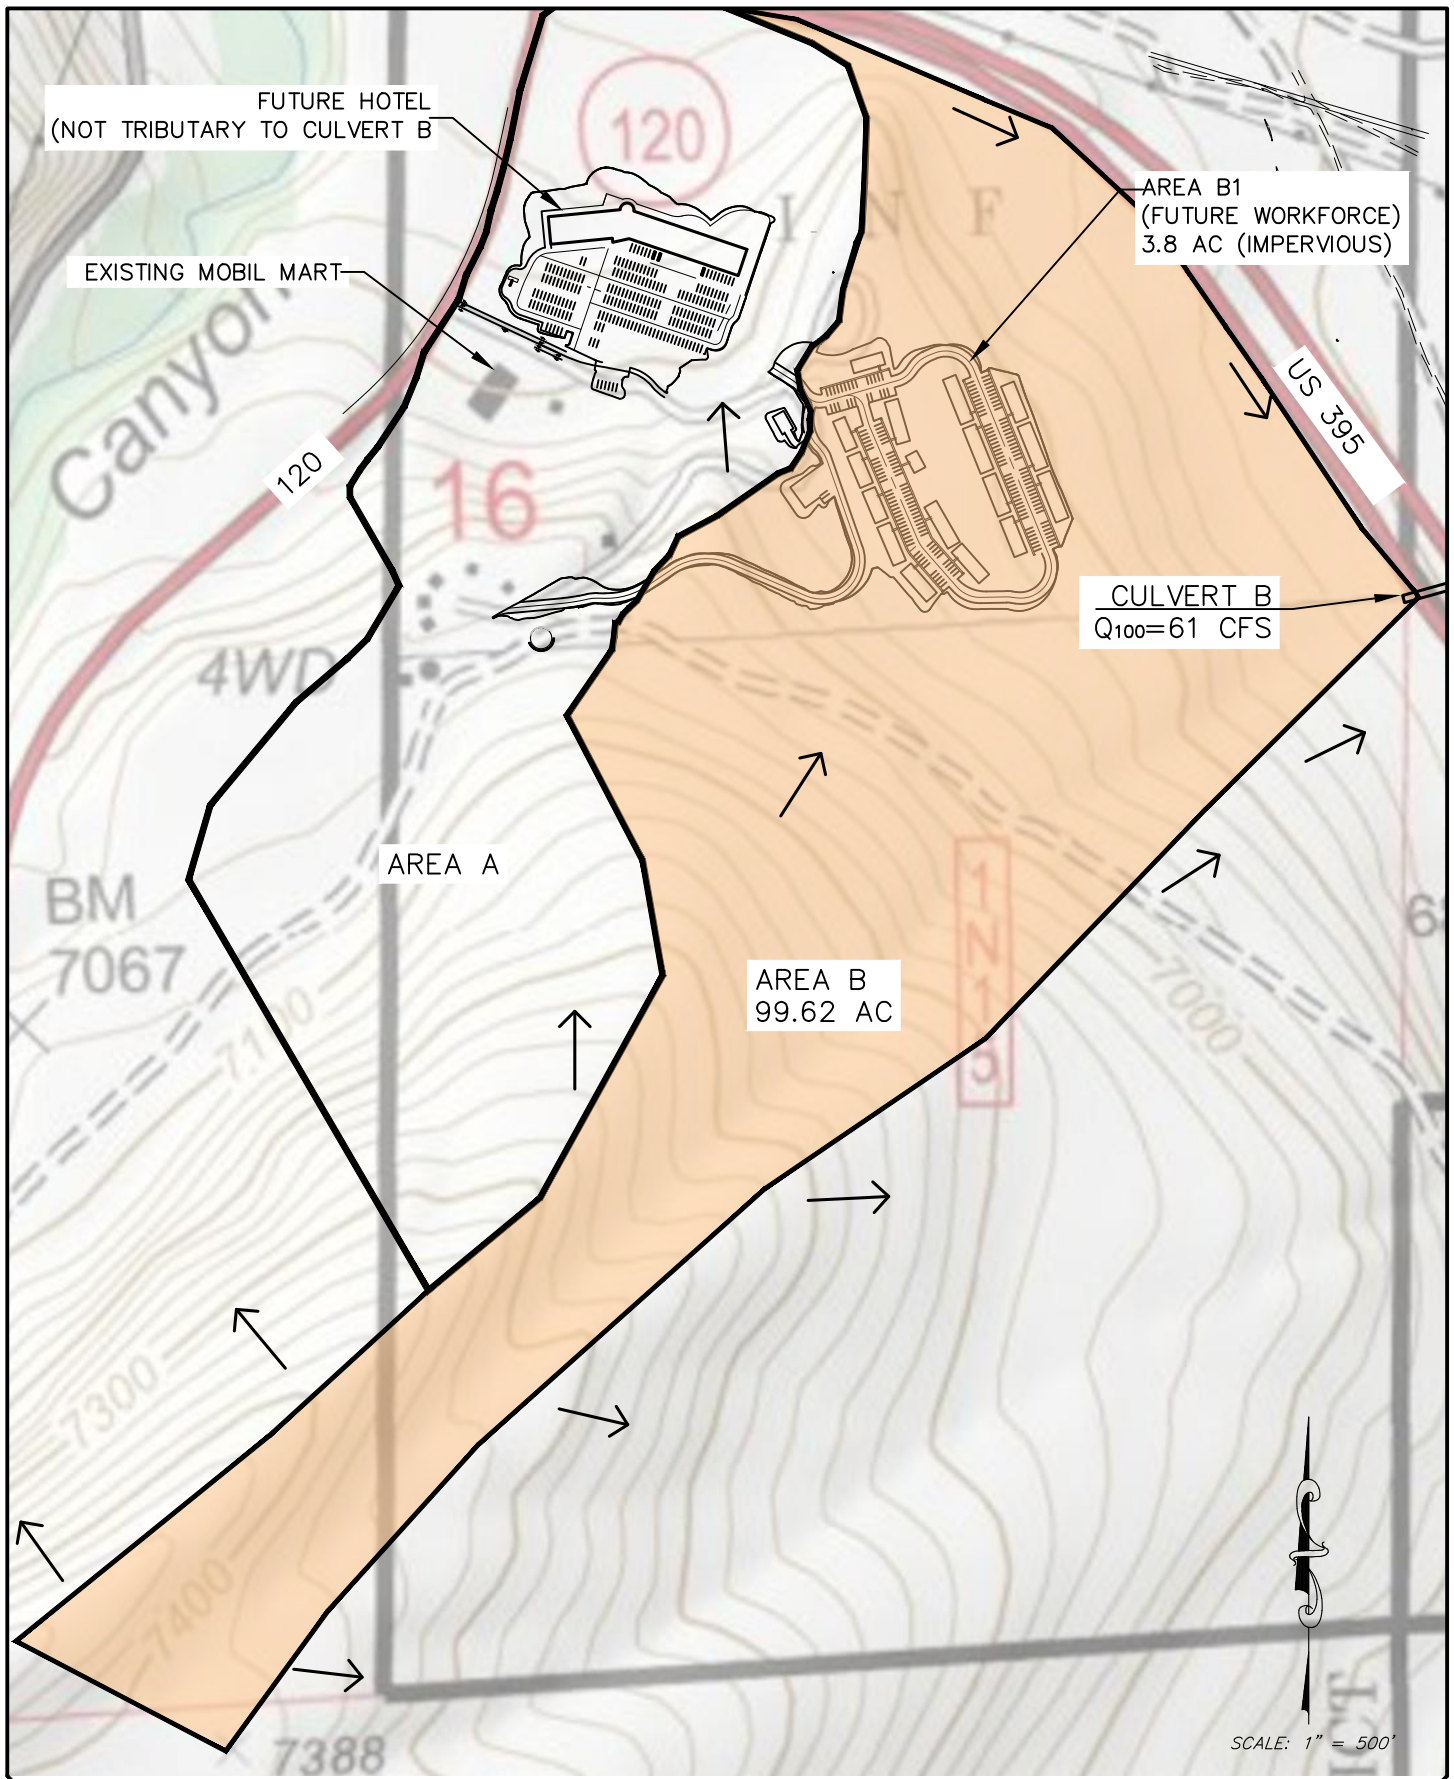 FUTURE HOTEL
(NOT TRIBUTARY TO CULVERT B
120
I N F
AREA B1
(FUTURE WORKFORCE)
3.8 AC (IMPERVIOUS)
EXISTING MOBIL MART
Canyon
US 395
120
16
CULVERT B
Q100=61 CFS
4WD
AREA A
BM
7067
1N15
AREA B
99.62 AC
7000
7100
7300
7400
7388
SCALE: 1" = 500'